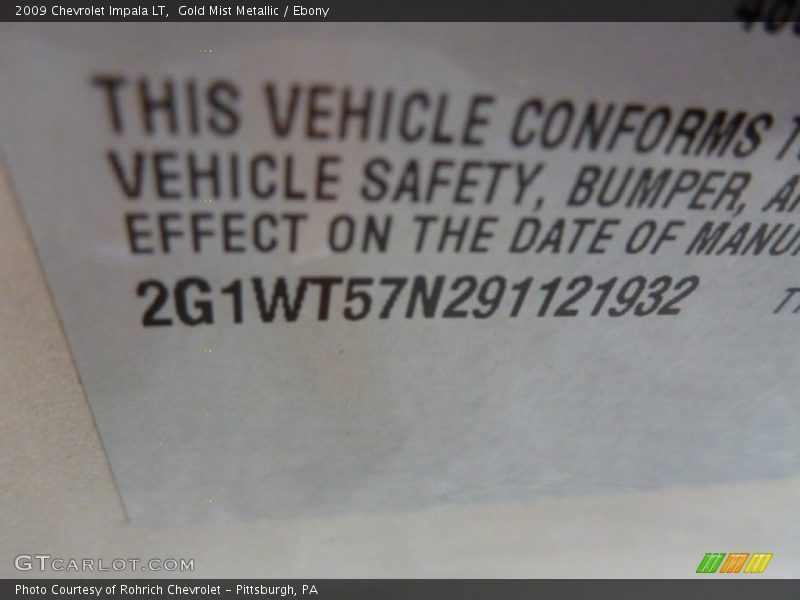 2009 Chevrolet Impala LT,  Gold Mist Metallic / Ebony
THIS VEHICLE CONFORMS
VEHICLE SAFETY, BUMPER,
EFFECT ON THE DATE OF MANU
2G1WT57N291121932
GTCARLOT.COM
Photo Courtesy of Rohrich Chevrolet – Pittsburgh, PA